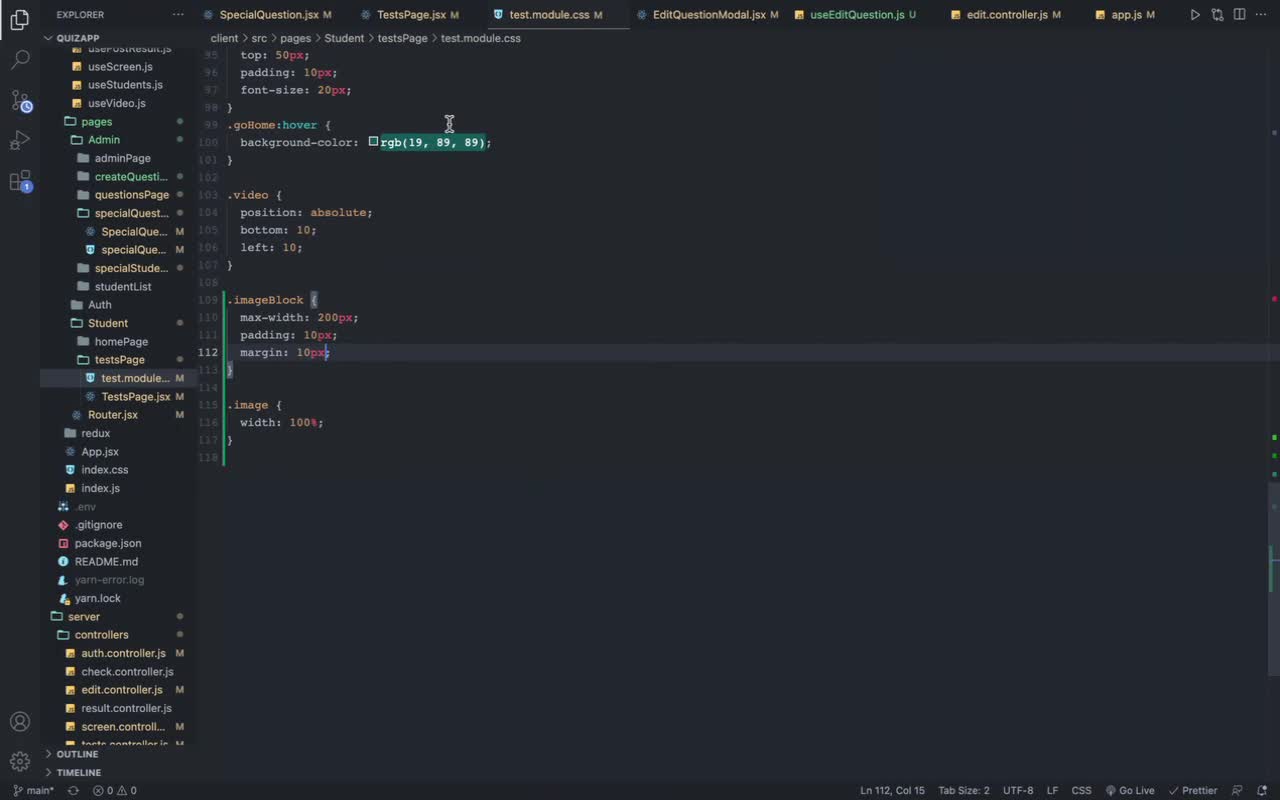 EXPLORER
SpecialQuestion.jsx M
TestsPage.jsx M
test.module.css M
EditQuestionModal.jsx M
useEditQuestion.js U
edit.controller.js M
app.js M
QUIZAPP
client > src > pages > Student > testsPage > test.module.css
usePostResult.js
useScreen.js
useStudents.js
useVideo.js
pages
Admin
adminPage
createQuesti...
questionsPage
specialQuest...
SpecialQue... M
specialQue... M
specialStude...
studentList
Auth
Student
homePage
testsPage
test.module... M
TestsPage.jsx M
Router.jsx M
redux
App.jsx
index.css
index.js
.env
.gitignore
package.json
README.md
yarn-error.log
yarn.lock
server
controllers
auth.controller.js M
check.controller.js
edit.controller.js M
result.controller.js
screen.controll... M
tests.controller.js M
OUTLINE
TIMELINE
95 top: 50px;
96 padding: 10px;
97 font-size: 20px;
98 }
99 .goHome:hover {
100 background-color: rgb(19, 89, 89);
101 }
102
103 .video {
104 position: absolute;
105 bottom: 10;
106 left: 10;
107 }
108
109 .imageBlock {
110 max-width: 200px;
111 padding: 10px;
112 margin: 10px;
113 }
114
115 .image {
116 width: 100%;
117 }
118
1
main*
0 0
Ln 112, Col 15
Tab Size: 2
UTF-8
LF
CSS
Go Live
Prettier